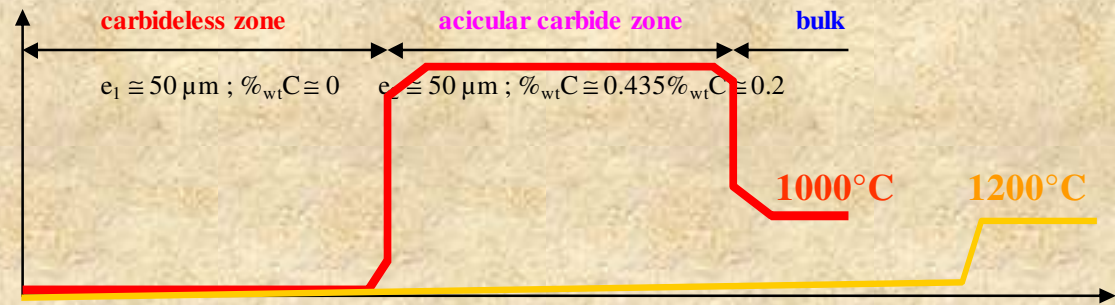 carbideless zone acicular carbide zone bulk
e₁ ≅ 50 µm ; %wtC ≅ 0 e₂ ≅ 50 µm ; %wtC ≅ 0.435 %wtC ≅ 0.2
1000°C 1200°C